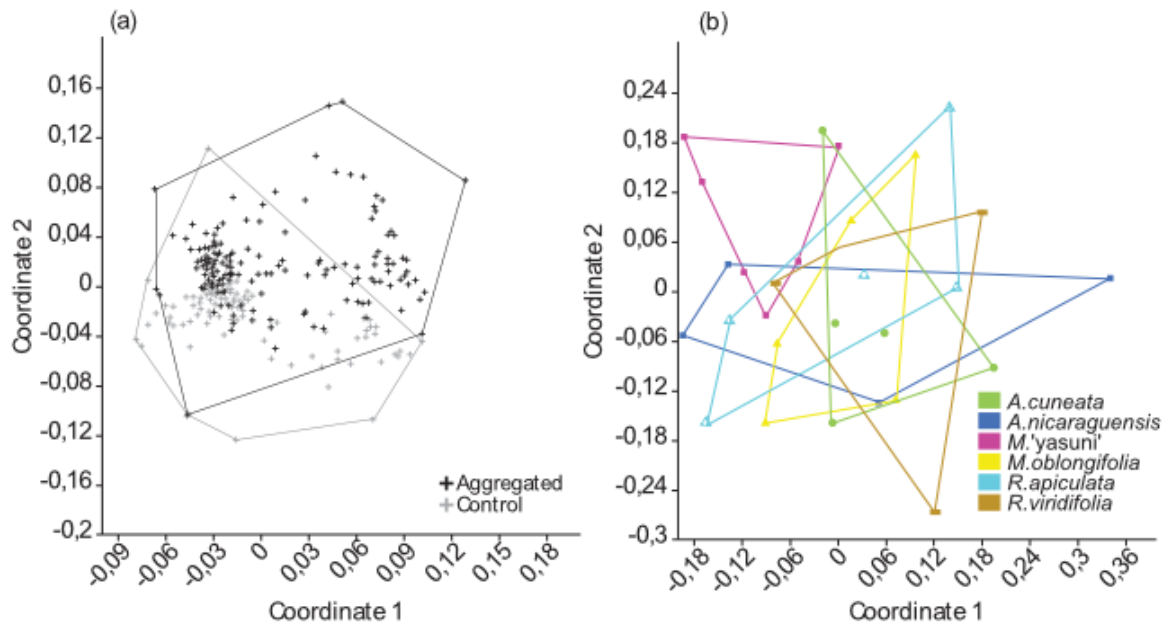 (a)
Coordinate 2
0,16
0,12
0,08
0,04
0
-0,04
-0,08
-0,12
-0,16
-0,2
Aggregated
Control
-0,09
-0,06
-0,03
0
0,03
0,06
0,09
0,12
0,15
0,18
Coordinate 1
(b)
Coordinate 2
0,24
0,18
0,12
0,06
0
-0,06
-0,12
-0,18
-0,24
-0,3
A.cuneata
A.nicaraguensis
M.'yasuni'
M.oblongifolia
R.apiculata
R.viridifolia
-0,18
-0,12
-0,06
0
0,06
0,12
0,18
0,24
0,3
0,36
Coordinate 1